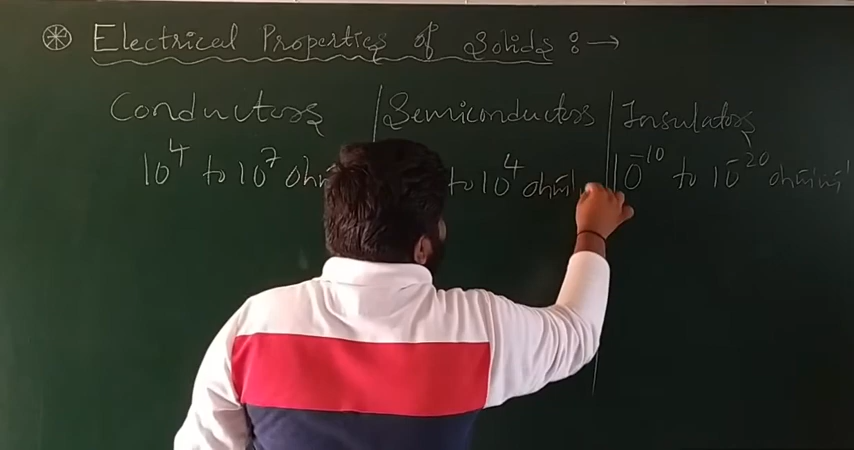 Electrical Properties of Solids :→
Conductors Semiconductors Insulators
10⁴ to 10⁷ to 10⁴ ohm⁻¹ 10⁻¹⁰ to 10⁻²⁰ ohm⁻¹m⁻¹